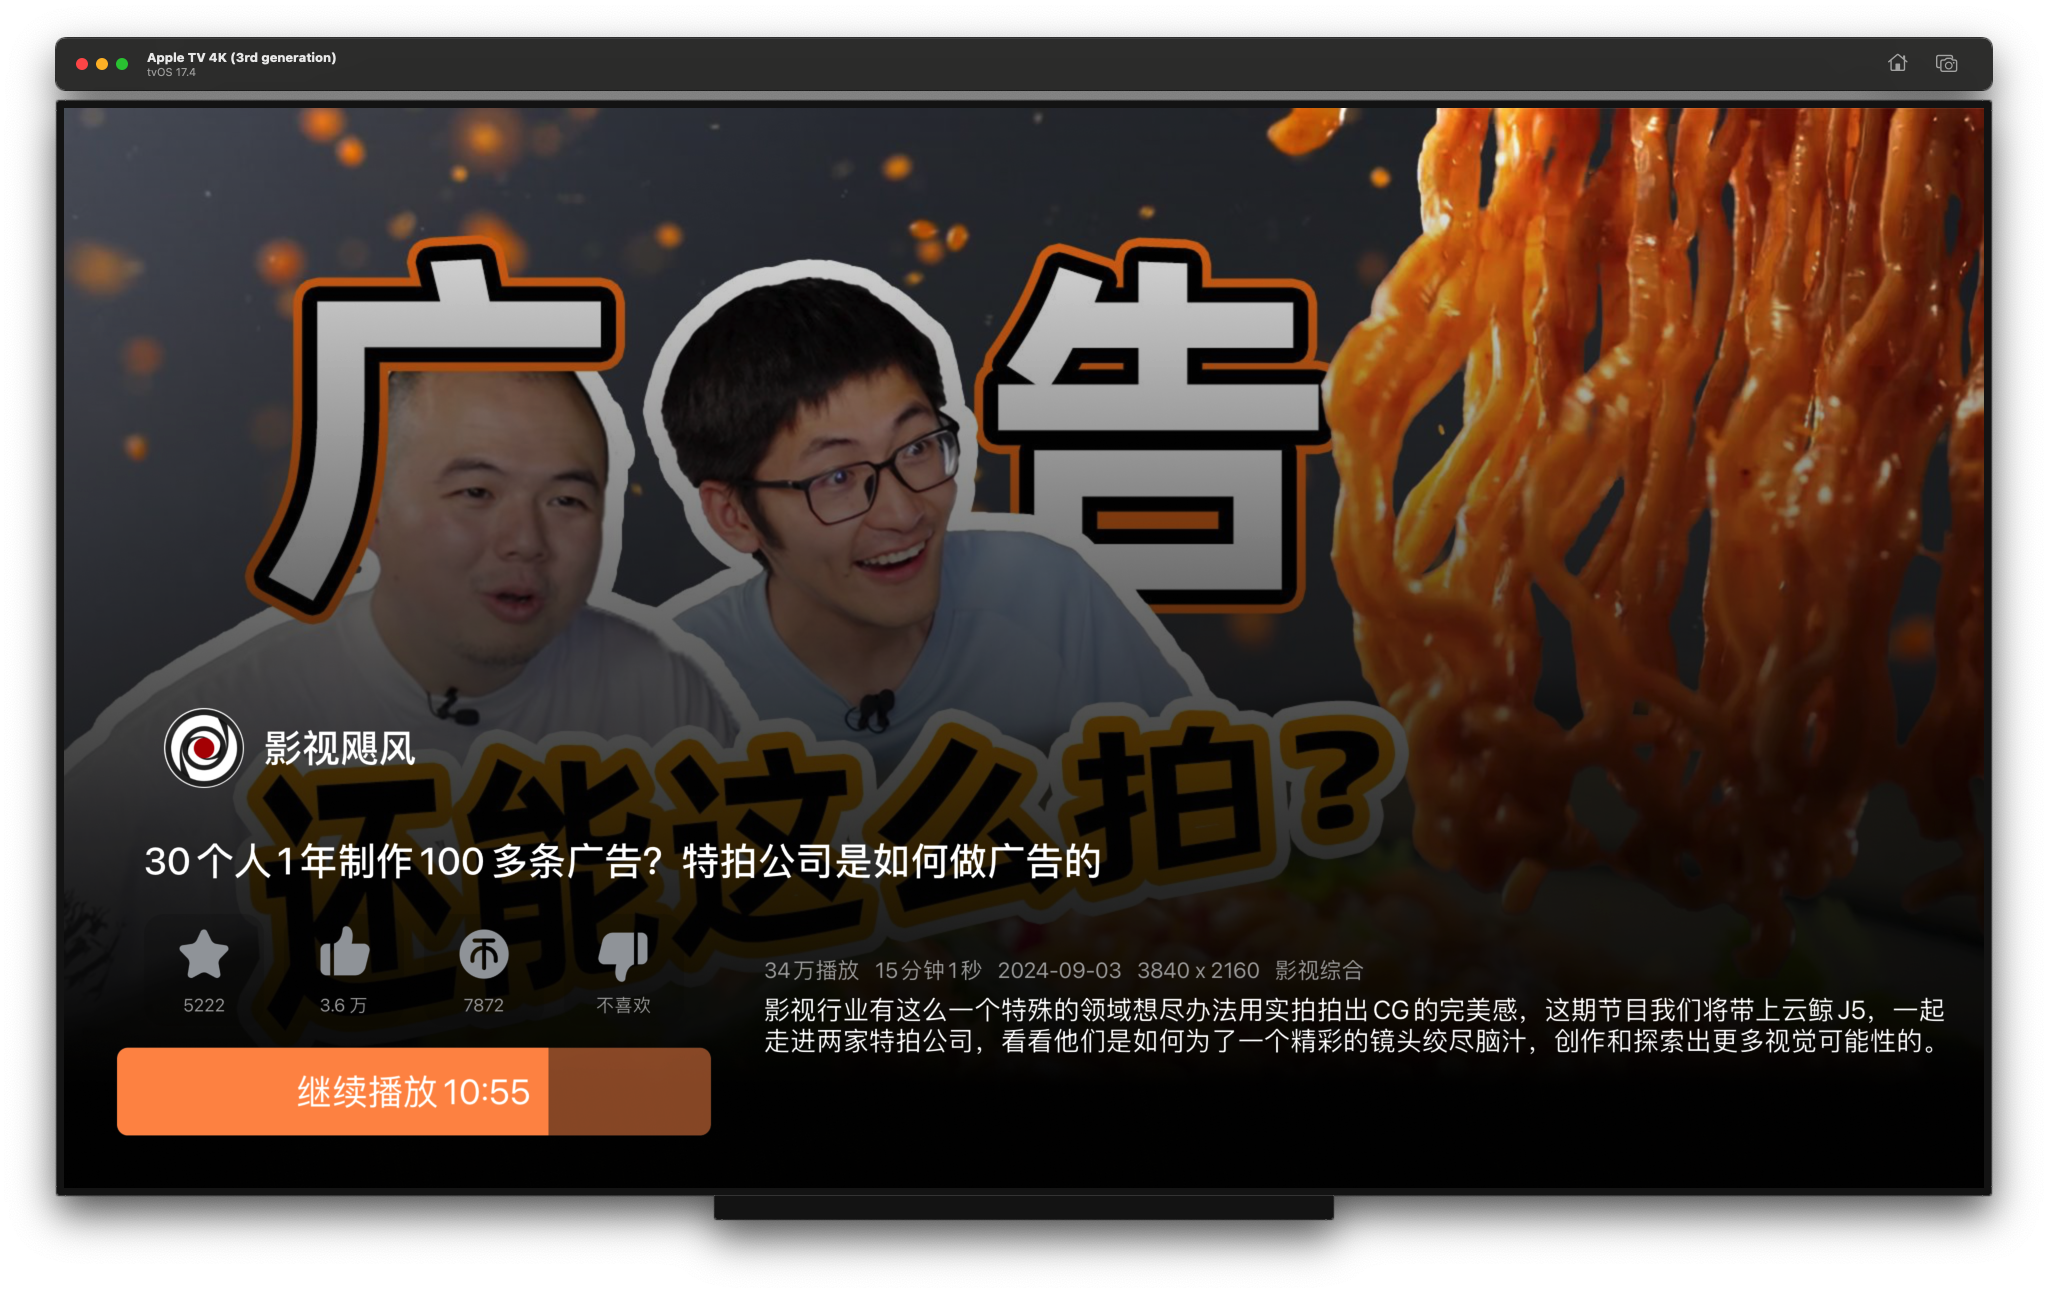 Apple TV 4K (3rd generation)
tvOS 17.4
广告
还能这么拍？
影视飓风
30个人1年制作100多条广告？特拍公司是如何做广告的
5222
3.6 万
7872
不喜欢
继续播放10:55
34万播放 15分钟1秒 2024-09-03 3840 x 2160 影视综合
影视行业有这么一个特殊的领域想尽办法用实拍拍出CG的完美感，这期节目我们将带上云鲸J5，一起
走进两家特拍公司，看看他们是如何为了一个精彩的镜头绞尽脑汁，创作和探索出更多视觉可能性的。